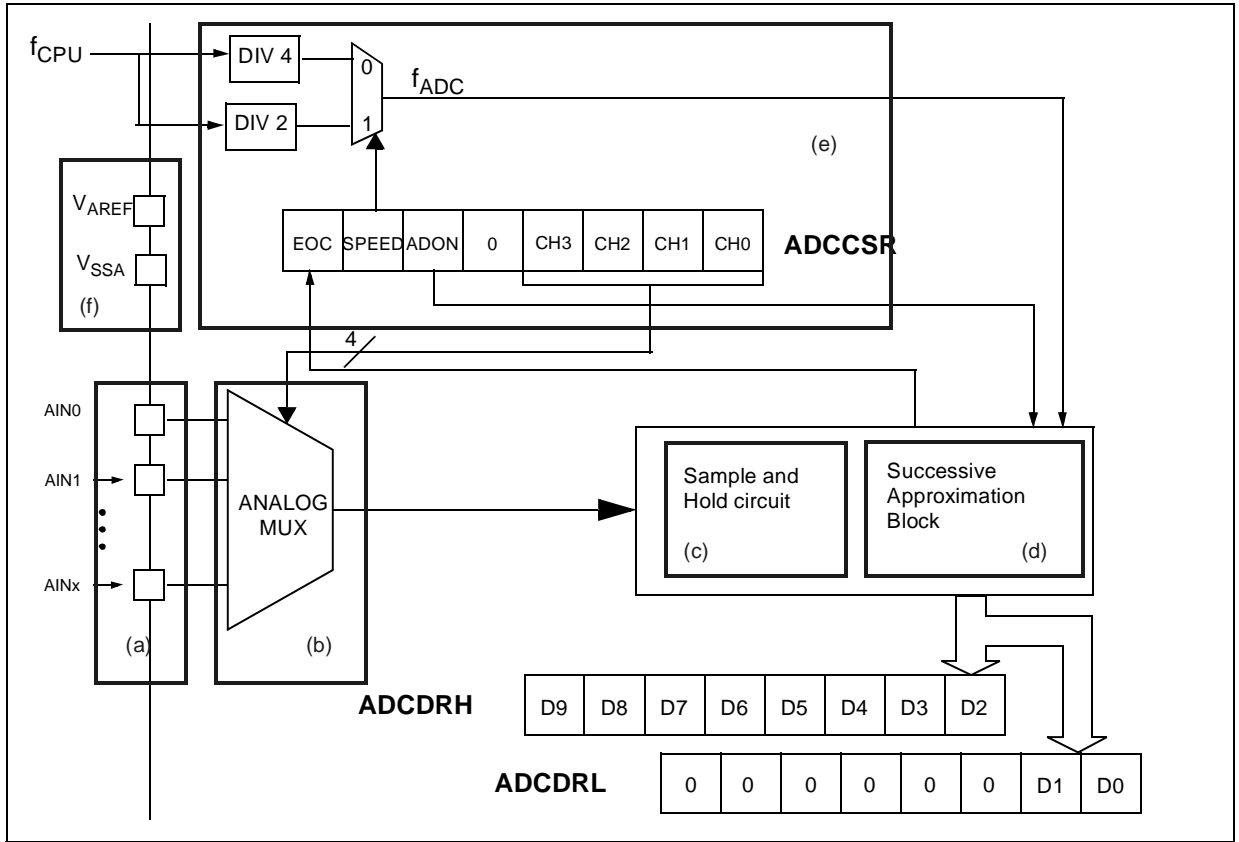 fCPU
DIV 4
0
fADC
DIV 2
1
(e)
VAREF
VSSA
(f)
EOC SPEED ADON 0 CH3 CH2 CH1 CH0
ADCCSR
4
AIN0
AIN1
AINx
(a)
ANALOG
MUX
(b)
Sample and
Hold circuit
(c)
Successive
Approximation
Block
(d)
ADCDRH
D9 D8 D7 D6 D5 D4 D3 D2
ADCDRL
0 0 0 0 0 0 D1 D0